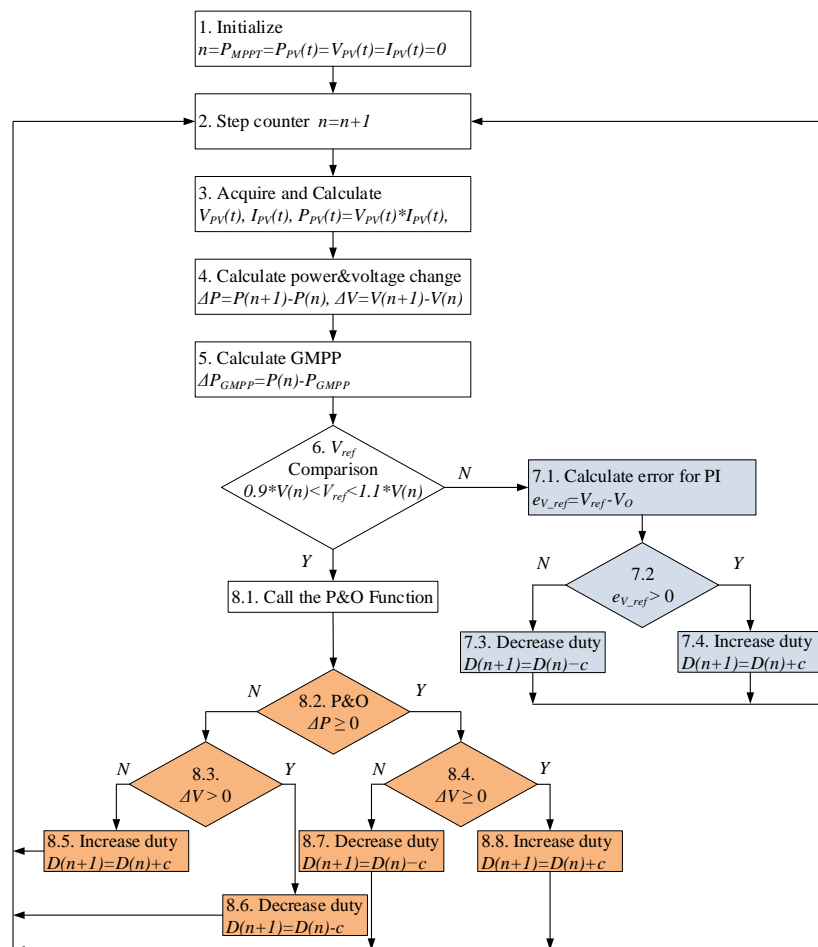 1. Initialize
n=P_MPPT=P_PV(t)=V_PV(t)=I_PV(t)=0
2. Step counter n=n+1
3. Acquire and Calculate
V_PV(t), I_PV(t), P_PV(t)=V_PV(t)*I_PV(t),
4. Calculate power&voltage change
ΔP=P(n+1)-P(n), ΔV=V(n+1)-V(n)
5. Calculate GMPP
ΔP_GMPP=P(n)-P_GMPP
6. V_ref
Comparison
0.9*V(n)<V_ref<1.1*V(n)
N
Y
7.1. Calculate error for PI
e_V_ref=V_ref-V_O
7.2
e_V_ref > 0
N
Y
7.3. Decrease duty
D(n+1)=D(n)−c
7.4. Increase duty
D(n+1)=D(n)+c
8.1. Call the P&O Function
8.2. P&O
ΔP ≥ 0
N
Y
8.3.
ΔV > 0
N
Y
8.4.
ΔV ≥ 0
N
Y
8.5. Increase duty
D(n+1)=D(n)+c
8.7. Decrease duty
D(n+1)=D(n)−c
8.8. Increase duty
D(n+1)=D(n)+c
8.6. Decrease duty
D(n+1)=D(n)-c